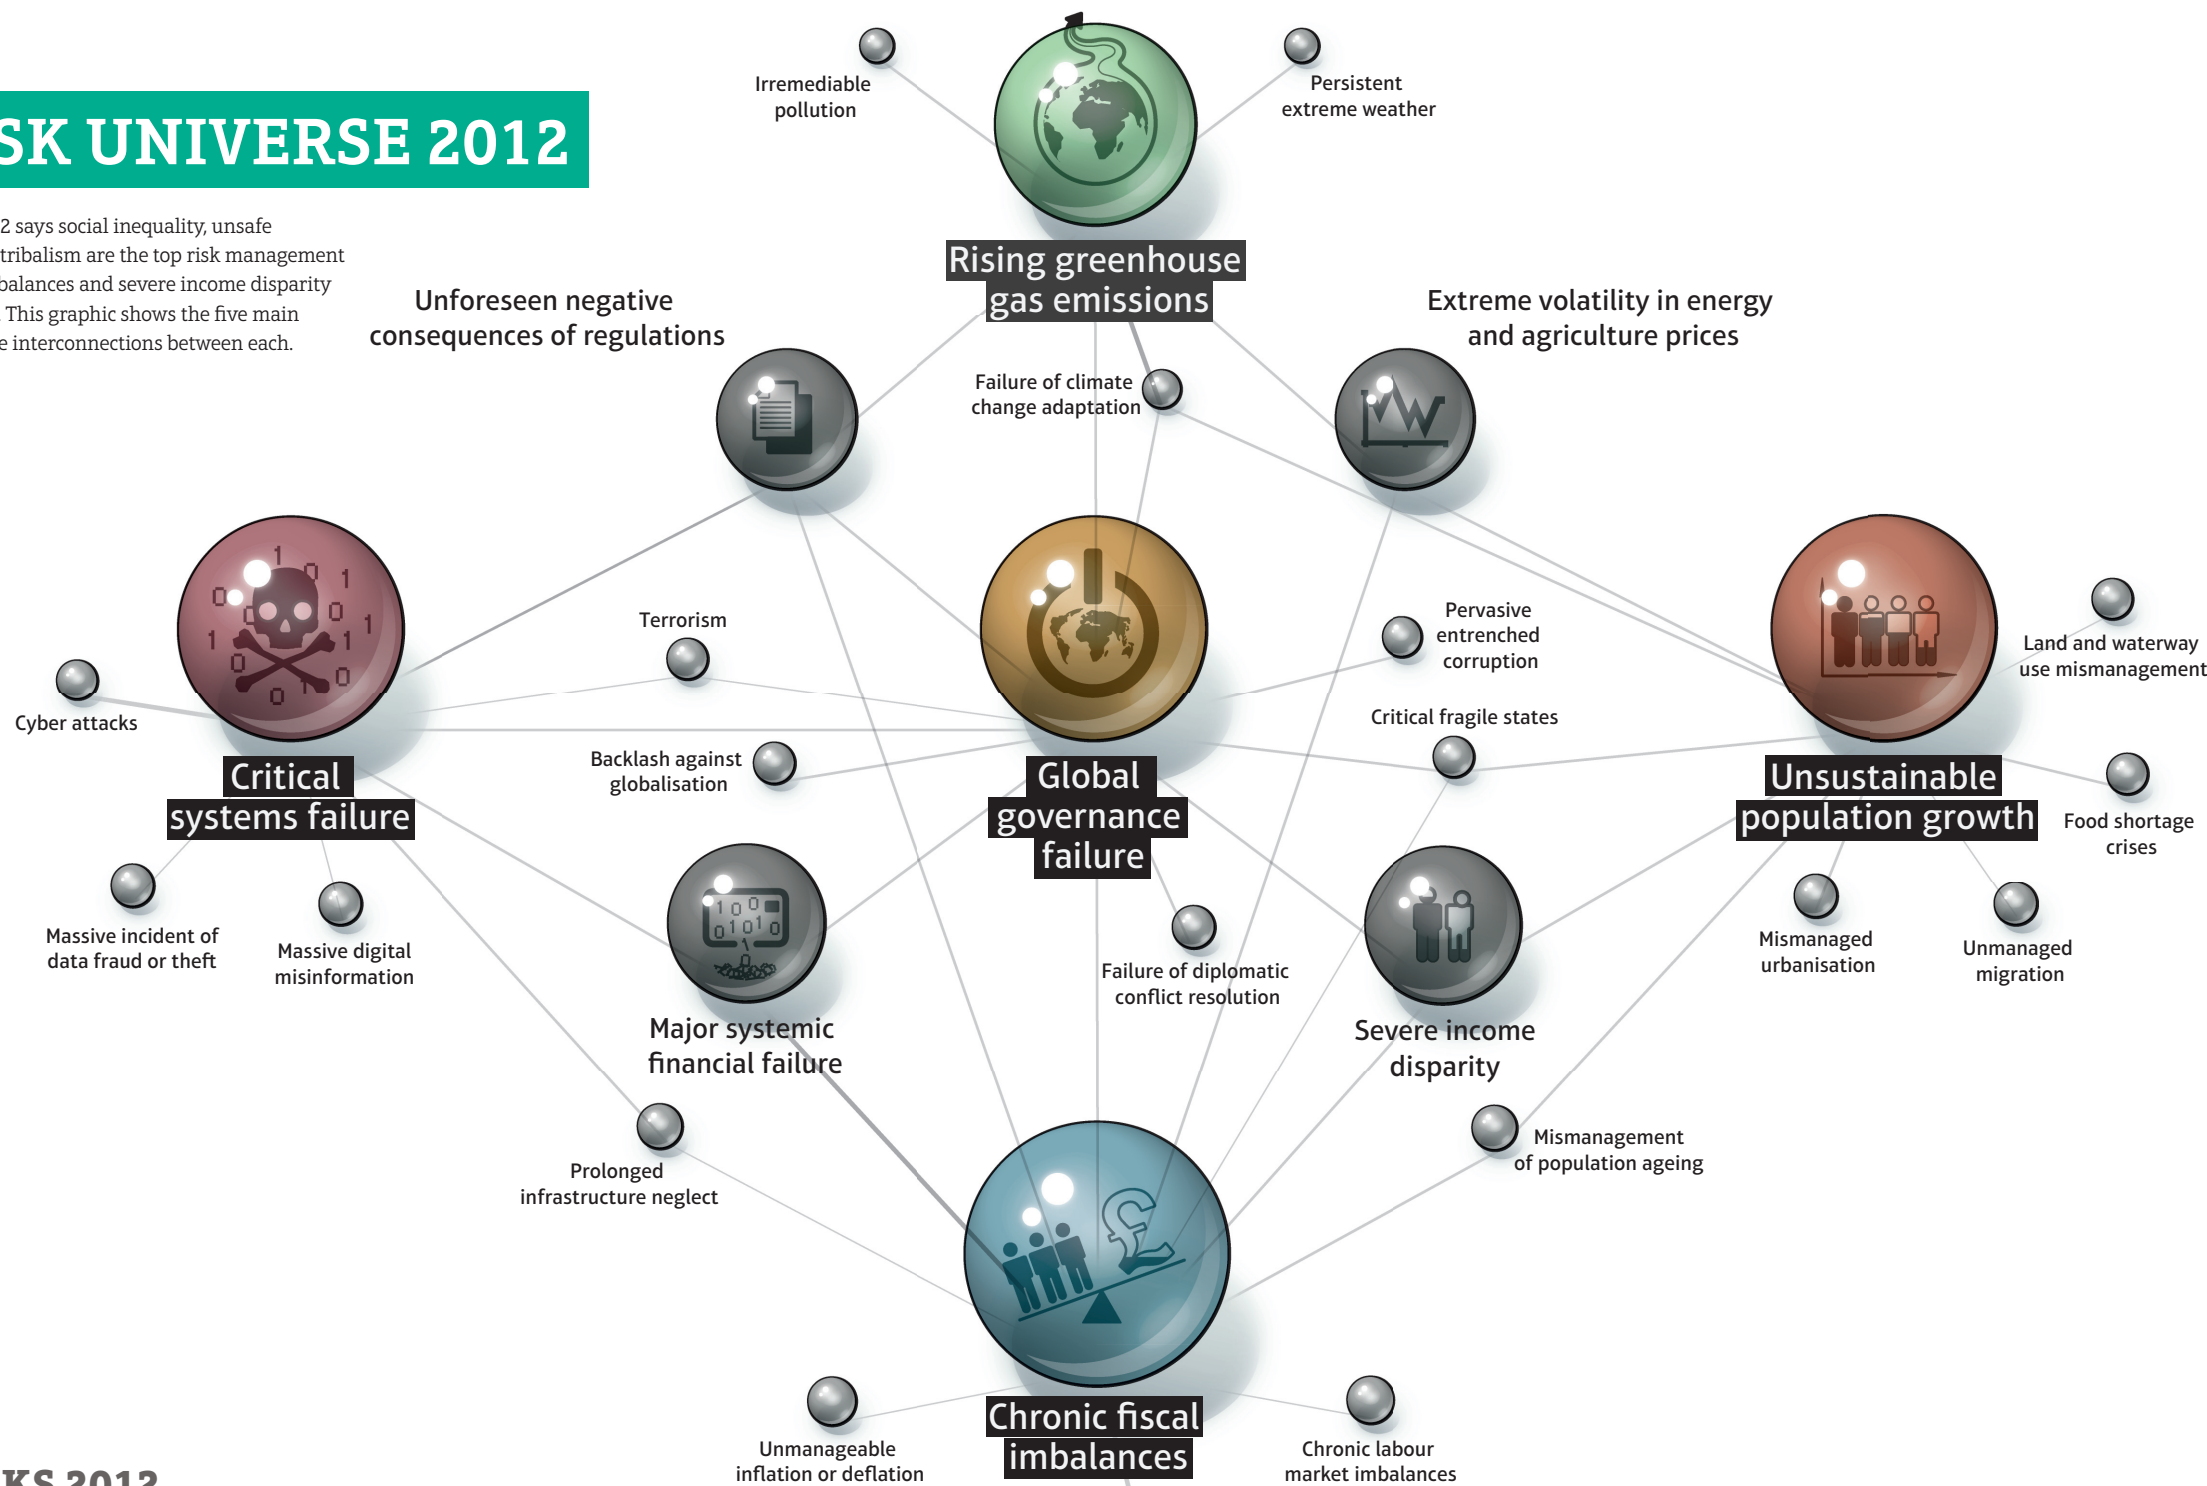 SK UNIVERSE 2012
2 says social inequality, unsafe
tribalism are the top risk management
balances and severe income disparity
. This graphic shows the five main
e interconnections between each.
Irremediable
pollution
Persistent
extreme weather
Rising greenhouse
gas emissions
Unforeseen negative
consequences of regulations
Extreme volatility in energy
and agriculture prices
Failure of climate
change adaptation
Terrorism
Pervasive
entrenched
corruption
Land and waterway
use mismanagement
Cyber attacks
Critical fragile states
Backlash against
globalisation
Critical
systems failure
Global
governance
failure
Unsustainable
population growth
Food shortage
crises
Massive incident of
data fraud or theft
Massive digital
misinformation
Failure of diplomatic
conflict resolution
Mismanaged
urbanisation
Unmanaged
migration
Major systemic
financial failure
Severe income
disparity
Prolonged
infrastructure neglect
Mismanagement
of population ageing
Chronic fiscal
imbalances
Unmanageable
inflation or deflation
Chronic labour
market imbalances